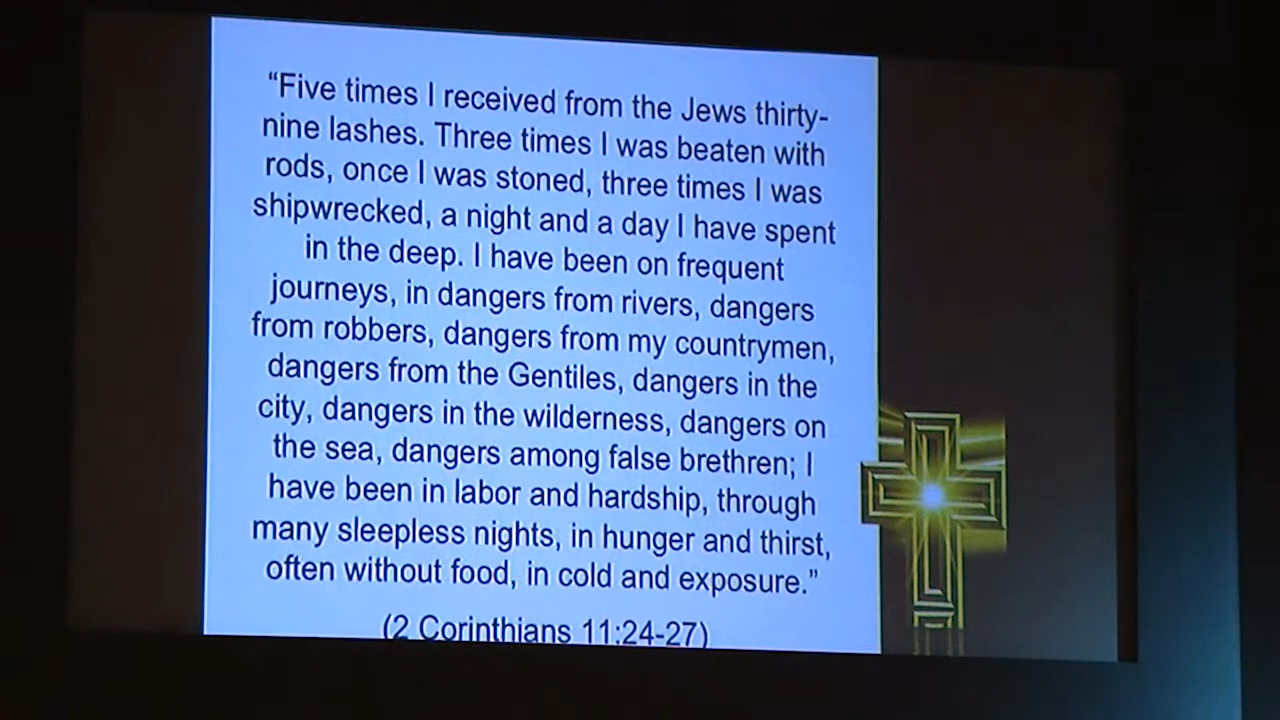 “Five times I received from the Jews thirty-
nine lashes. Three times I was beaten with
rods, once I was stoned, three times I was
shipwrecked, a night and a day I have spent
in the deep. I have been on frequent
journeys, in dangers from rivers, dangers
from robbers, dangers from my countrymen,
dangers from the Gentiles, dangers in the
city, dangers in the wilderness, dangers on
the sea, dangers among false brethren; I
have been in labor and hardship, through
many sleepless nights, in hunger and thirst,
often without food, in cold and exposure.”
(2 Corinthians 11:24-27)